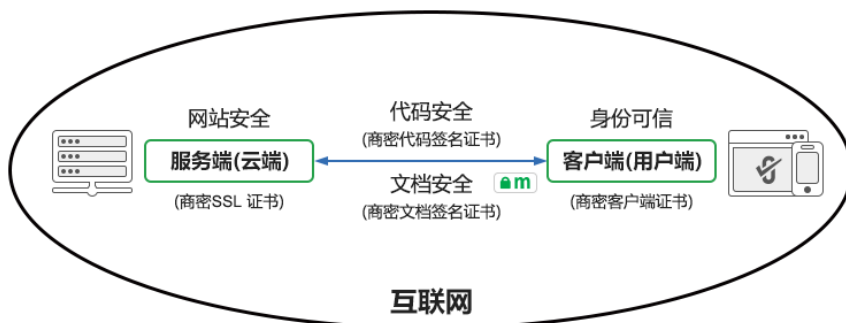 网站安全
服务端(云端)
(商密SSL 证书)
代码安全
(商密代码签名证书)
文档安全
m
(商密文档签名证书)
身份可信
客户端(用户端)
(商密客户端证书)
互联网